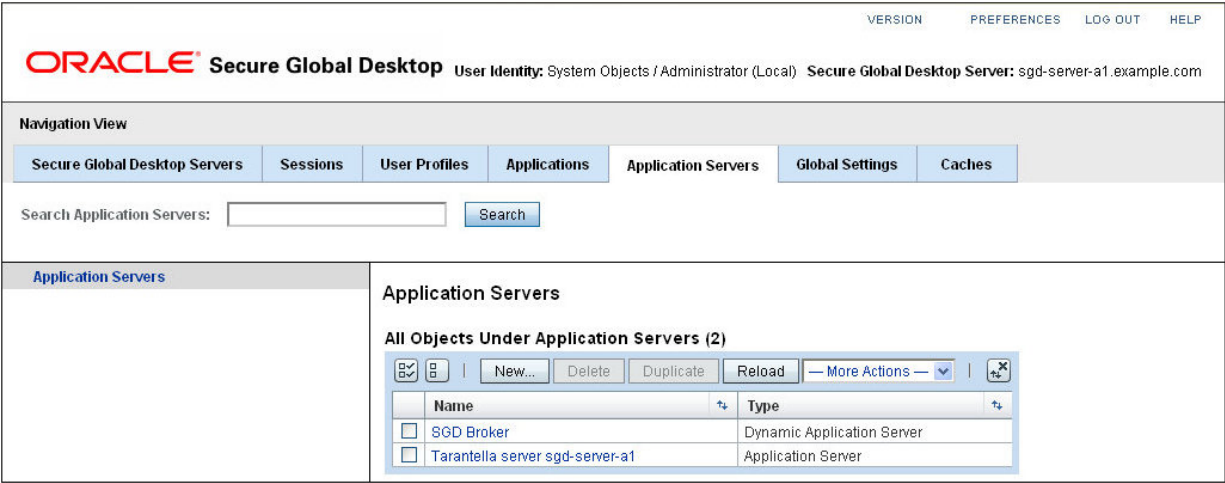 VERSION PREFERENCES LOG OUT HELP
ORACLE® Secure Global Desktop User Identity: System Objects / Administrator (Local) Secure Global Desktop Server: sgd-server-a1.example.com
Navigation View
Secure Global Desktop Servers Sessions User Profiles Applications Application Servers Global Settings Caches
Search Application Servers: Search
Application Servers
Application Servers
All Objects Under Application Servers (2)
New... Delete Duplicate Reload — More Actions —
Name Type
SGD Broker Dynamic Application Server
Tarantella server sgd-server-a1 Application Server